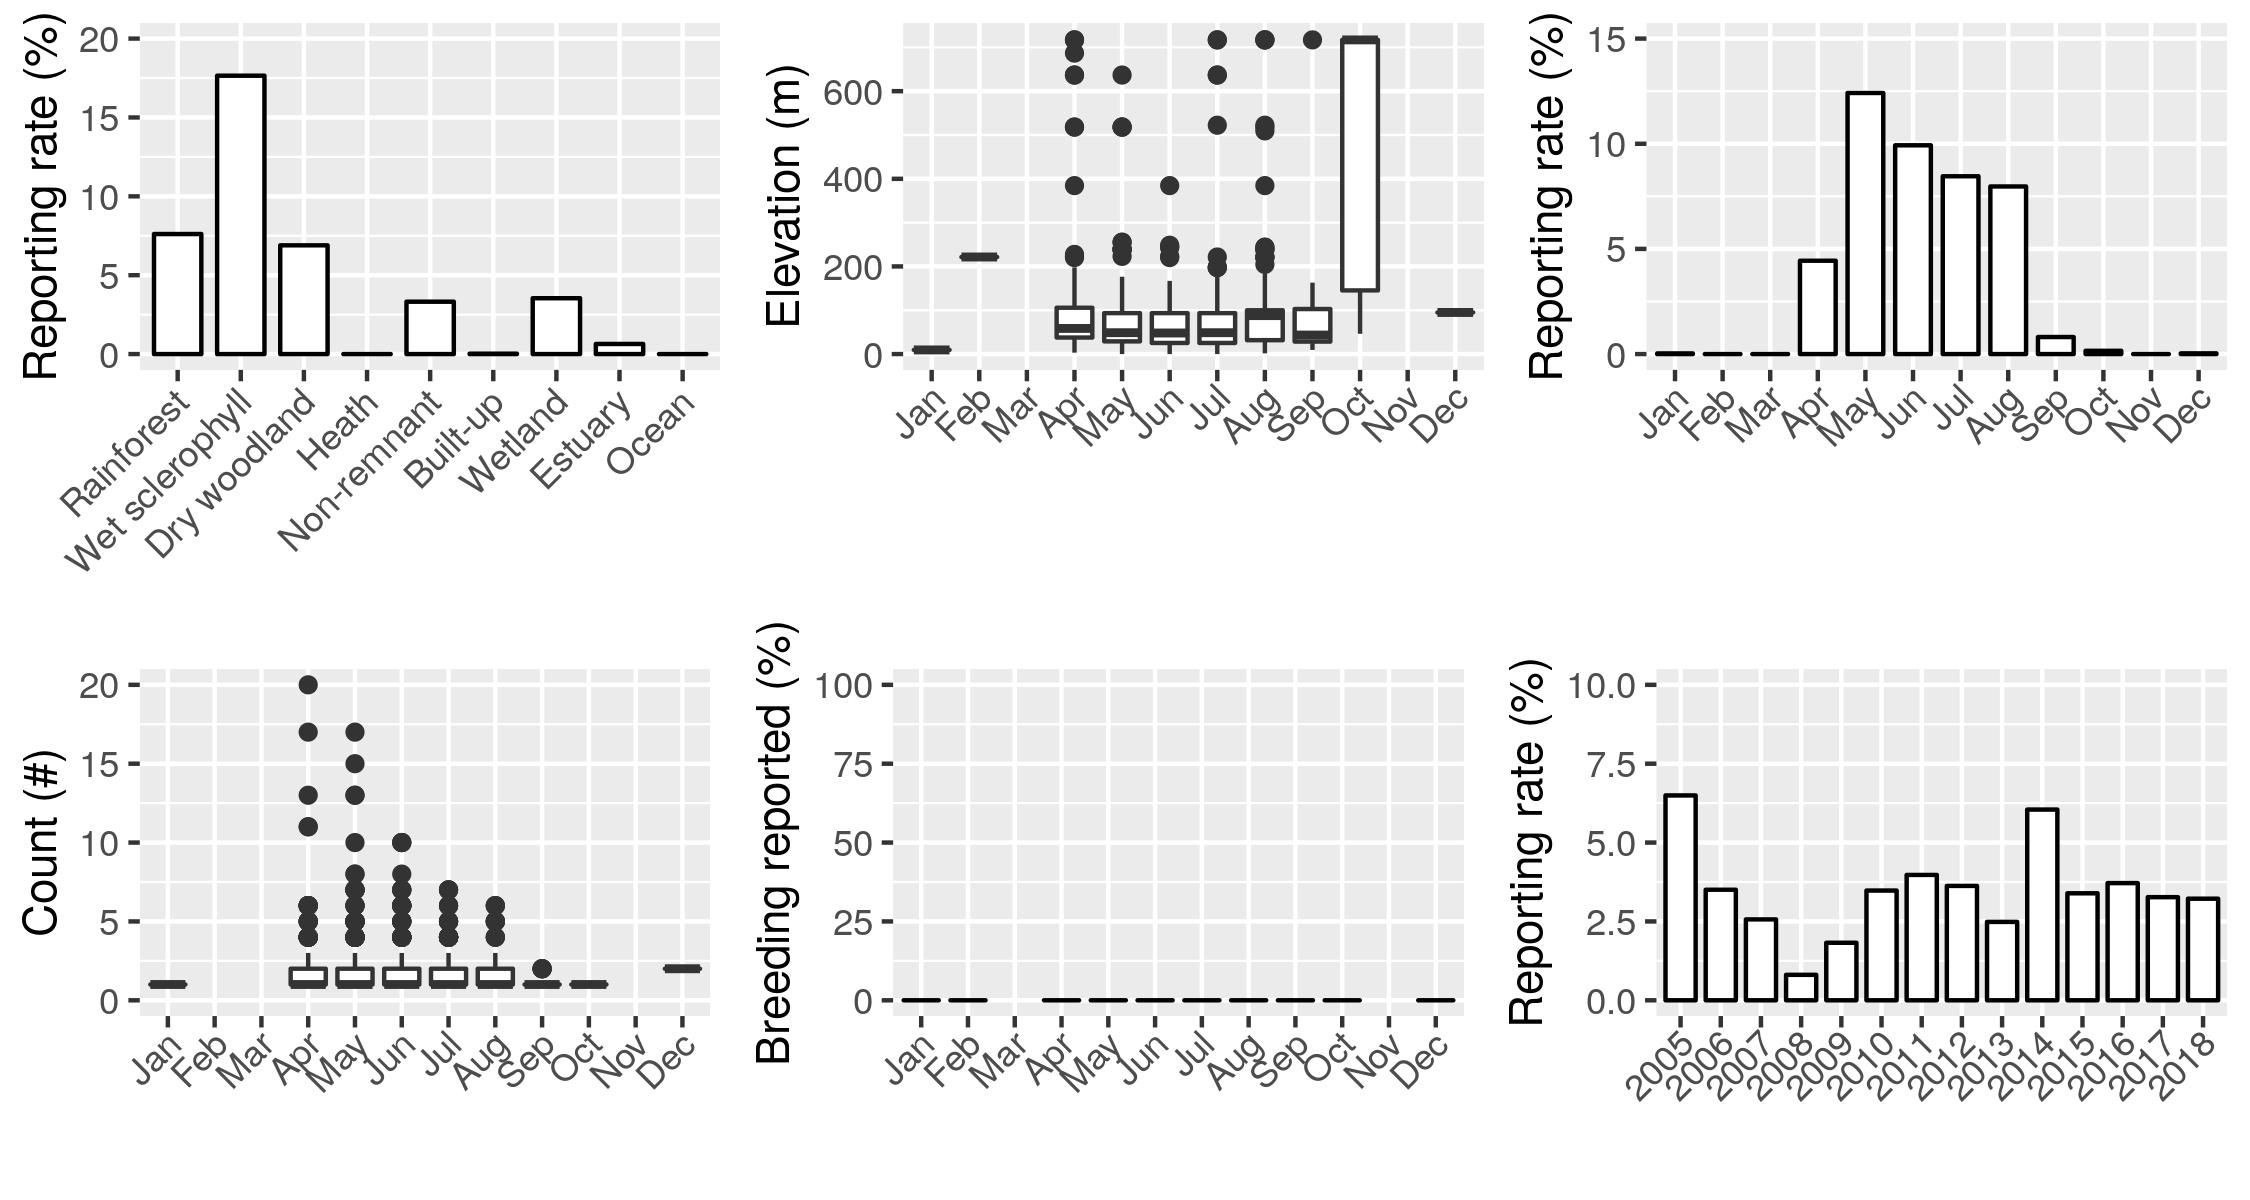 Reporting rate (%)
20
15
10
5
0
Rainforest
Wet sclerophyll
Dry woodland
Heath
Non-remnant
Built-up
Wetland
Estuary
Ocean
Elevation (m)
600
400
200
0
Jan Feb Mar Apr May Jun Jul Aug Sep Oct Nov Dec
Reporting rate (%)
15
10
5
0
Jan Feb Mar Apr May Jun Jul Aug Sep Oct Nov Dec
Count (#)
20
15
10
5
0
Jan Feb Mar Apr May Jun Jul Aug Sep Oct Nov Dec
Breeding reported (%)
100
75
50
25
0
Jan Feb Mar Apr May Jun Jul Aug Sep Oct Nov Dec
Reporting rate (%)
10.0
7.5
5.0
2.5
0.0
2005 2006 2007 2008 2009 2010 2011 2012 2013 2014 2015 2016 2017 2018